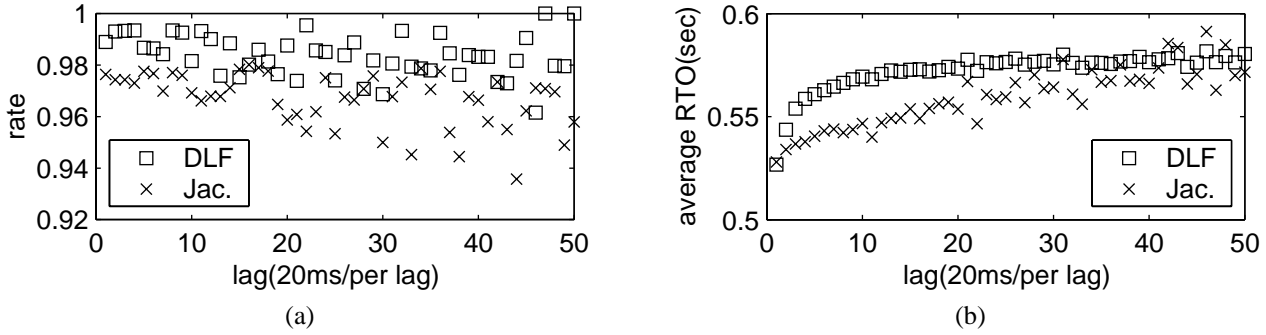 1
0.98
0.96
0.94
0.92
rate
DLF
Jac.
0 10 20 30 40 50
lag(20ms/per lag)
(a)
0.6
0.55
0.5
average RTO(sec)
DLF
Jac.
0 10 20 30 40 50
lag(20ms/per lag)
(b)